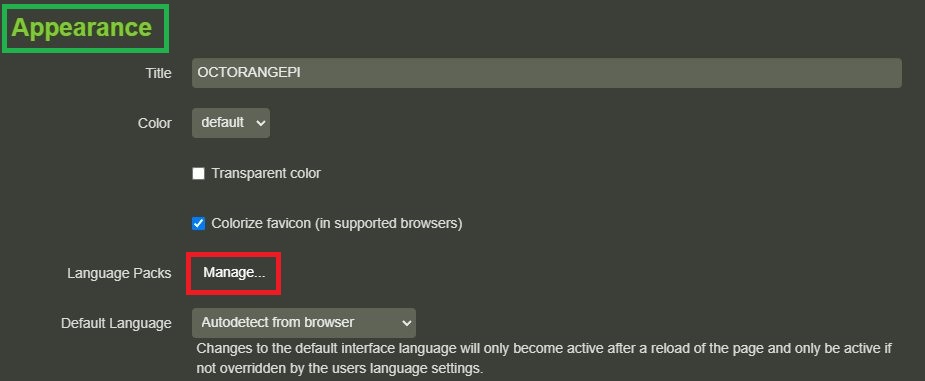 Appearance
Title OCTORANGEPI
Color default
Transparent color
Colorize favicon (in supported browsers)
Language Packs Manage...
Default Language Autodetect from browser
Changes to the default interface language will only become active after a reload of the page and only be active if
not overridden by the users language settings.